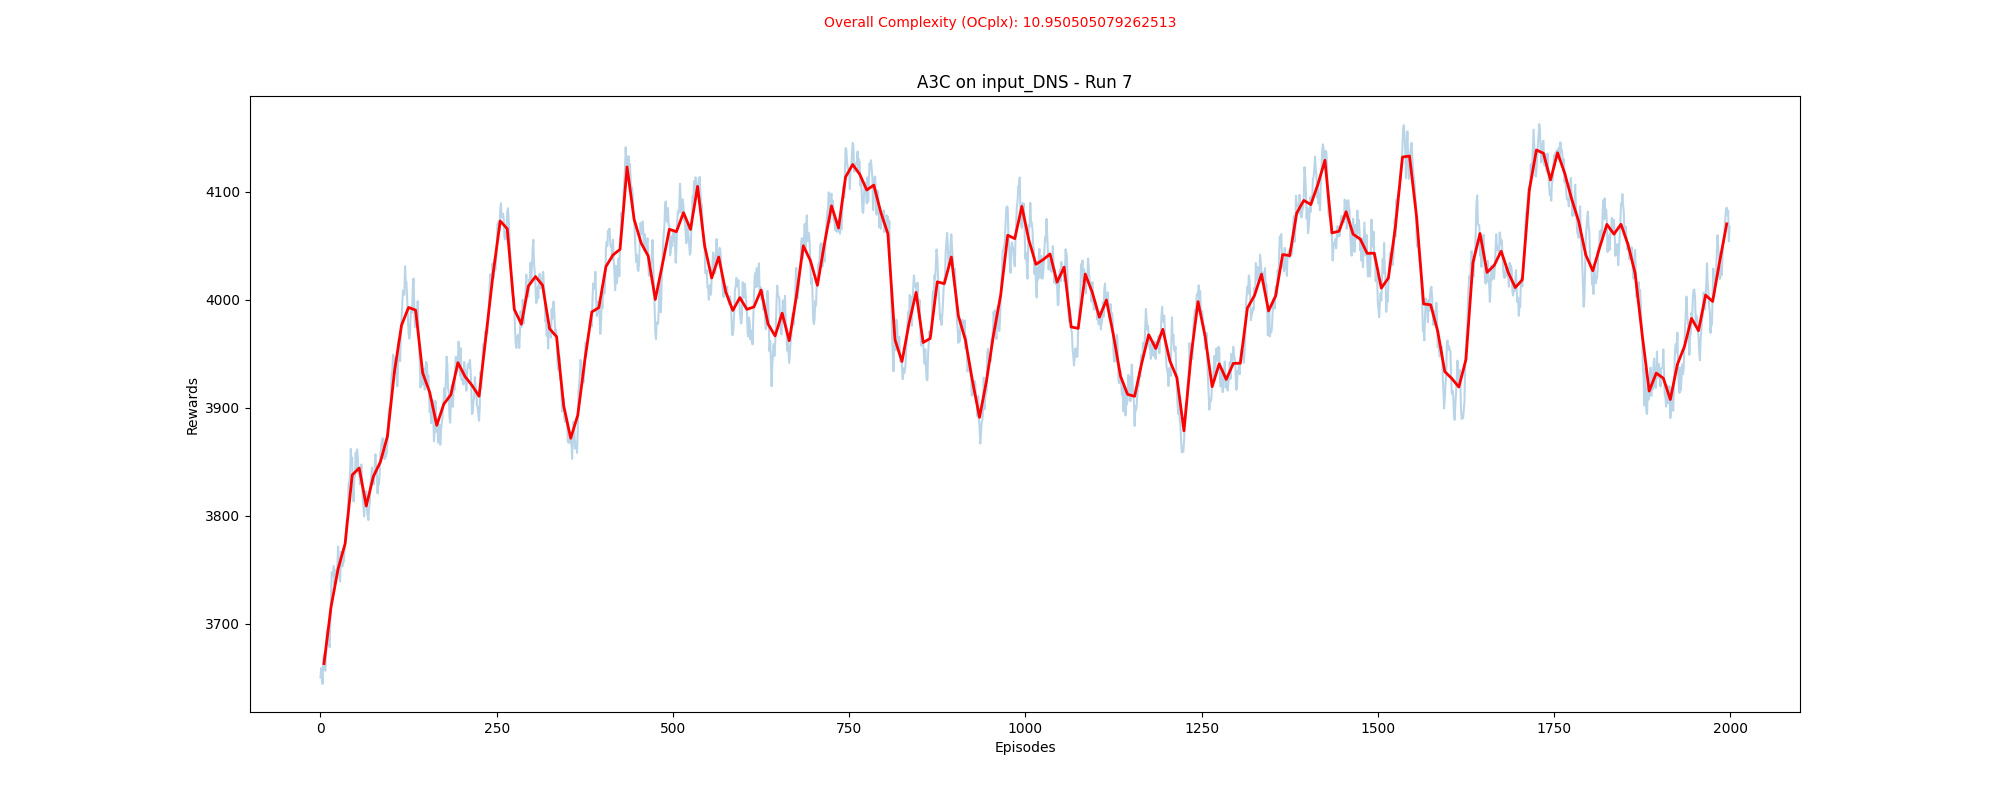 Overall Complexity (OCplx): 10.950505079262513
A3C on input_DNS - Run 7
Rewards
4100
4000
3900
3800
3700
0 250 500 750 1000 1250 1500 1750 2000
Episodes